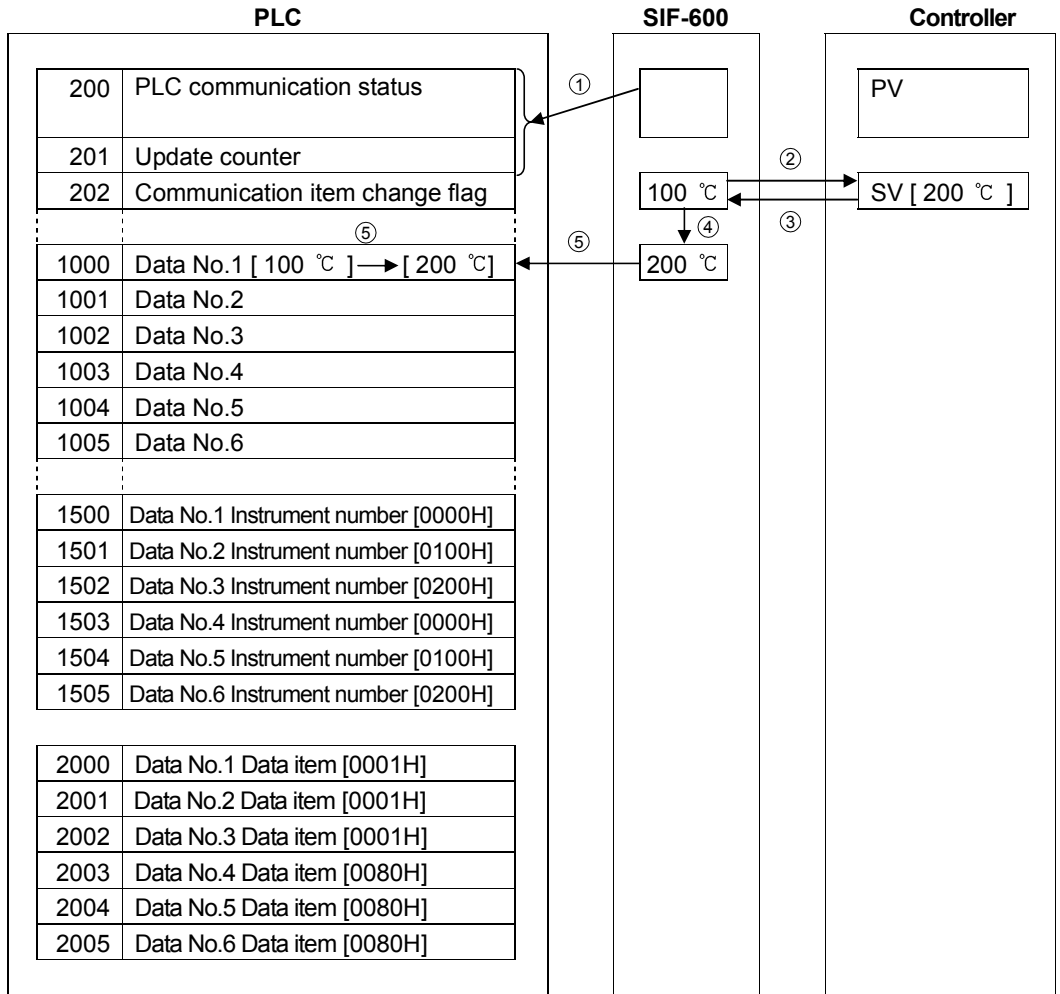 PLC SIF-600 Controller
200 PLC communication status ① PV
201 Update counter ②
202 Communication item change flag 100 ℃ SV [ 200 ℃ ]
⑤ ⑤ ④ ③
1000 Data No.1 [ 100 ℃ ] [ 200 ℃] 200 ℃
1001 Data No.2
1002 Data No.3
1003 Data No.4
1004 Data No.5
1005 Data No.6
1500 Data No.1 Instrument number [0000H]
1501 Data No.2 Instrument number [0100H]
1502 Data No.3 Instrument number [0200H]
1503 Data No.4 Instrument number [0000H]
1504 Data No.5 Instrument number [0100H]
1505 Data No.6 Instrument number [0200H]
2000 Data No.1 Data item [0001H]
2001 Data No.2 Data item [0001H]
2002 Data No.3 Data item [0001H]
2003 Data No.4 Data item [0080H]
2004 Data No.5 Data item [0080H]
2005 Data No.6 Data item [0080H]